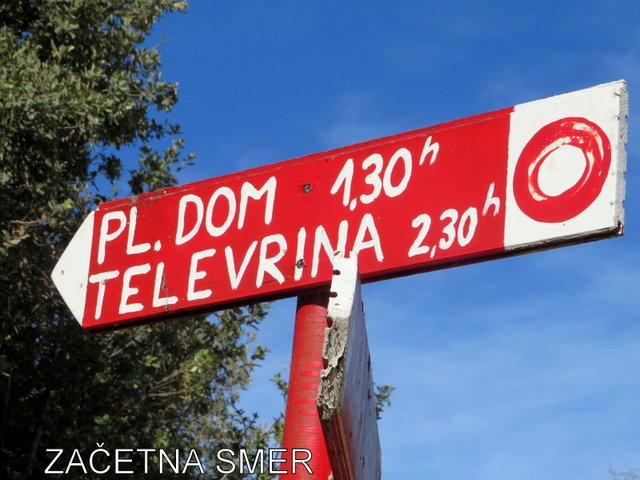 PL. DOM 1,30 h
TELEVRINA 2,30 h
ZAČETNA SMER